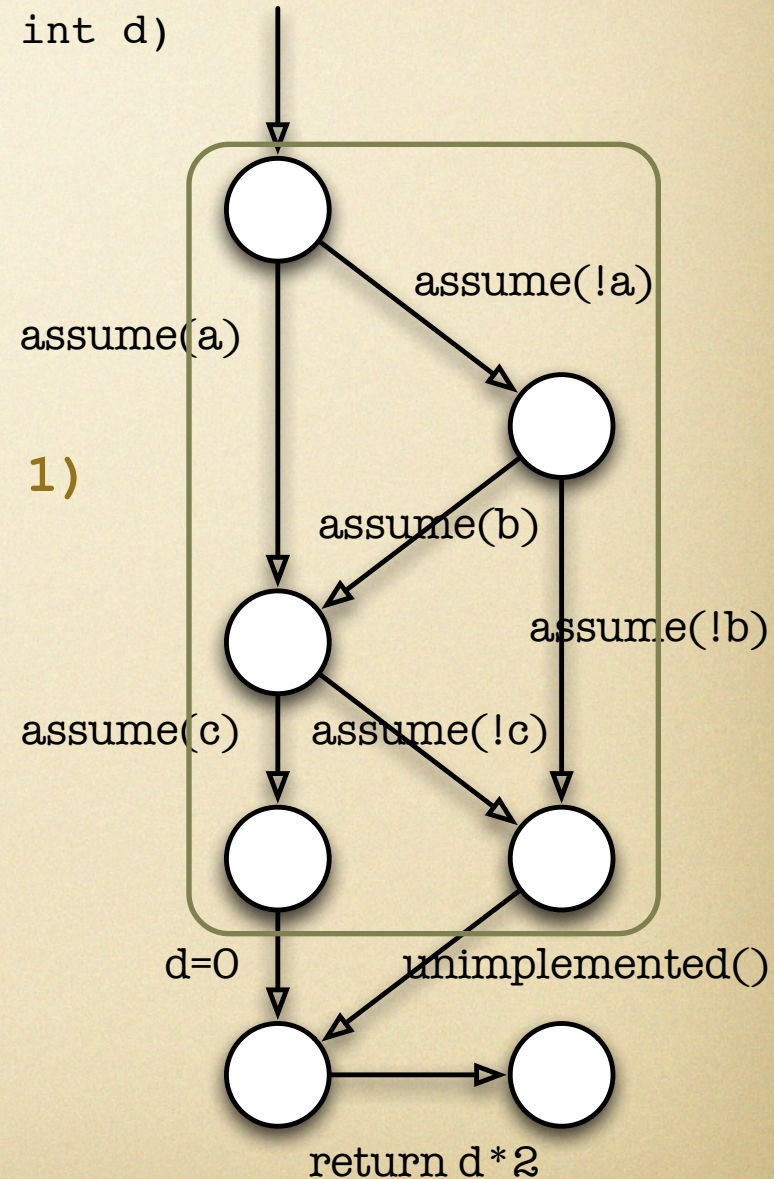 int d)
assume(!a)
assume(a)
1)
assume(b)
assume(!b)
assume(c)
assume(!c)
d=0
unimplemented()
return d*2